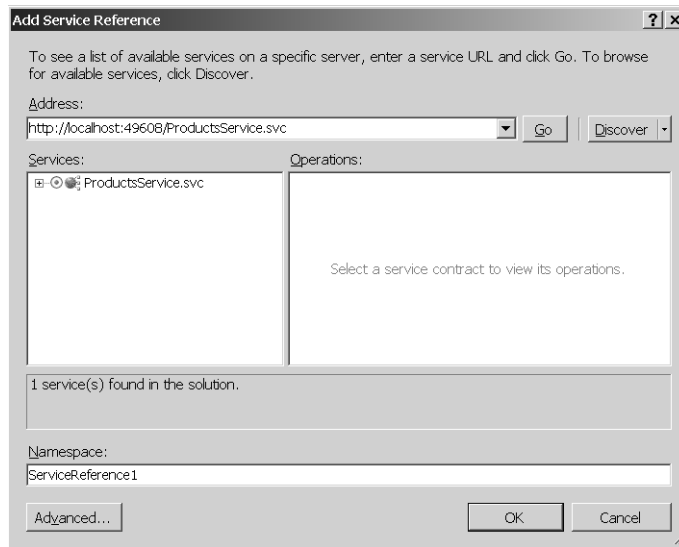 Add Service Reference
To see a list of available services on a specific server, enter a service URL and click Go. To browse
for available services, click Discover.
Address:
http://localhost:49608/ProductsService.svc
Go
Discover
Services:
Operations:
ProductsService.svc
Select a service contract to view its operations.
1 service(s) found in the solution.
Namespace:
ServiceReference1
Advanced...
OK
Cancel